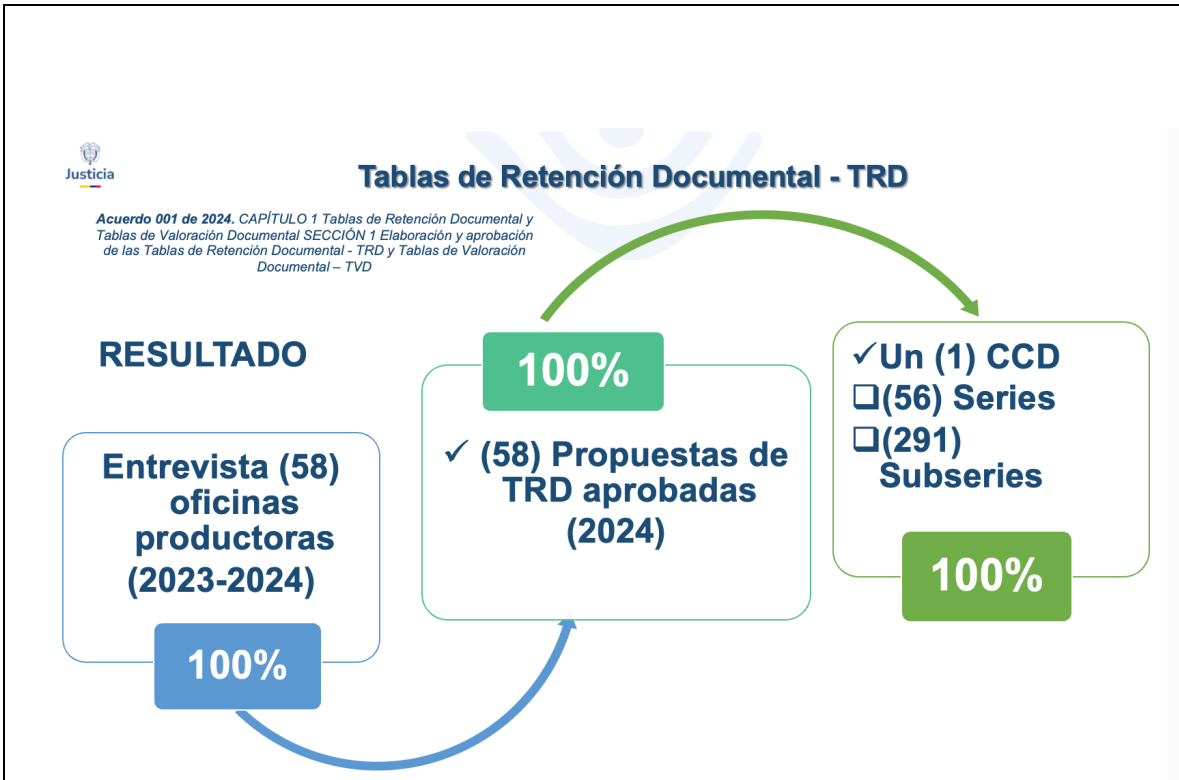 Justicia
Tablas de Retención Documental - TRD
Acuerdo 001 de 2024. CAPÍTULO 1 Tablas de Retención Documental y
Tablas de Valoración Documental SECCIÓN 1 Elaboración y aprobación
de las Tablas de Retención Documental - TRD y Tablas de Valoración
Documental – TVD
RESULTADO
Entrevista (58)
oficinas
productoras
(2023-2024)
100%
100%
✓ (58) Propuestas de
TRD aprobadas
(2024)
✓Un (1) CCD
❑(56) Series
❑(291)
Subseries
100%